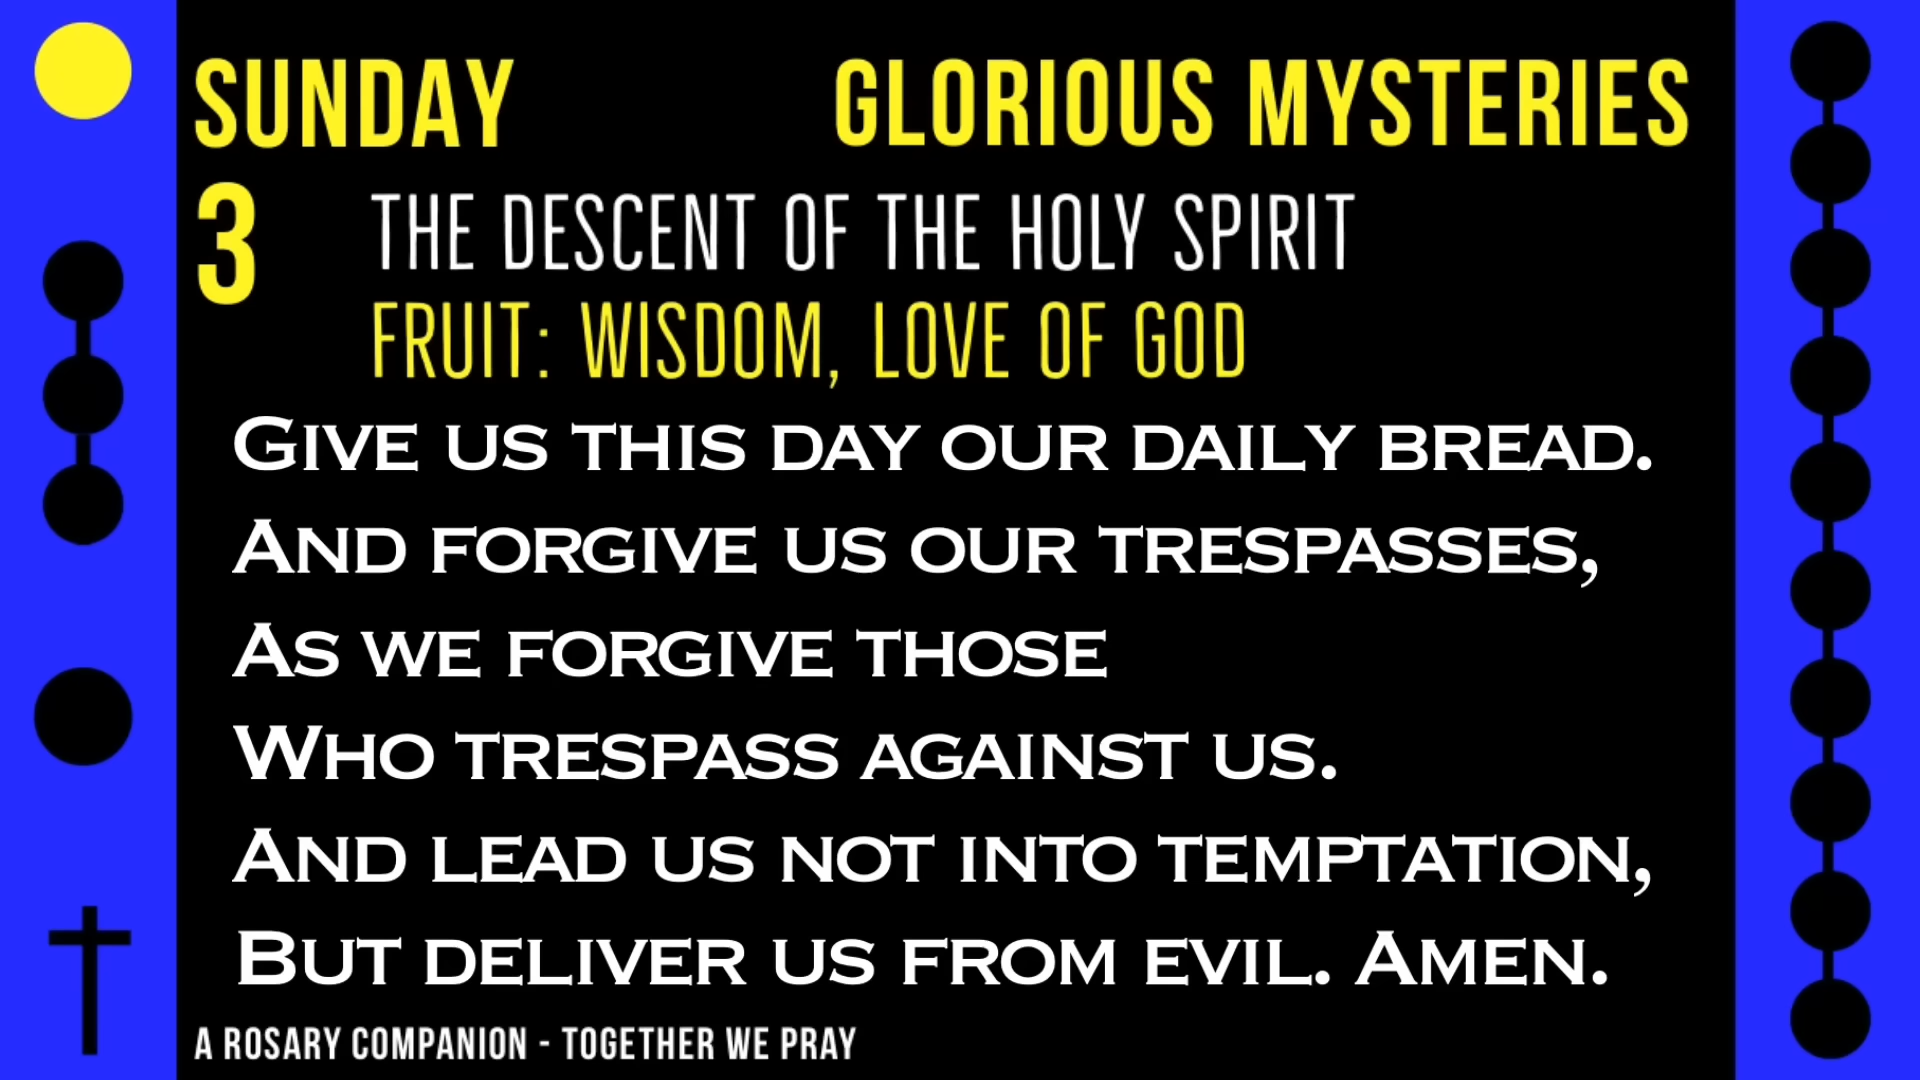 SUNDAY GLORIOUS MYSTERIES
3 THE DESCENT OF THE HOLY SPIRIT
FRUIT: WISDOM, LOVE OF GOD
GIVE US THIS DAY OUR DAILY BREAD.
AND FORGIVE US OUR TRESPASSES,
AS WE FORGIVE THOSE
WHO TRESPASS AGAINST US.
AND LEAD US NOT INTO TEMPTATION,
BUT DELIVER US FROM EVIL. AMEN.
A ROSARY COMPANION - TOGETHER WE PRAY